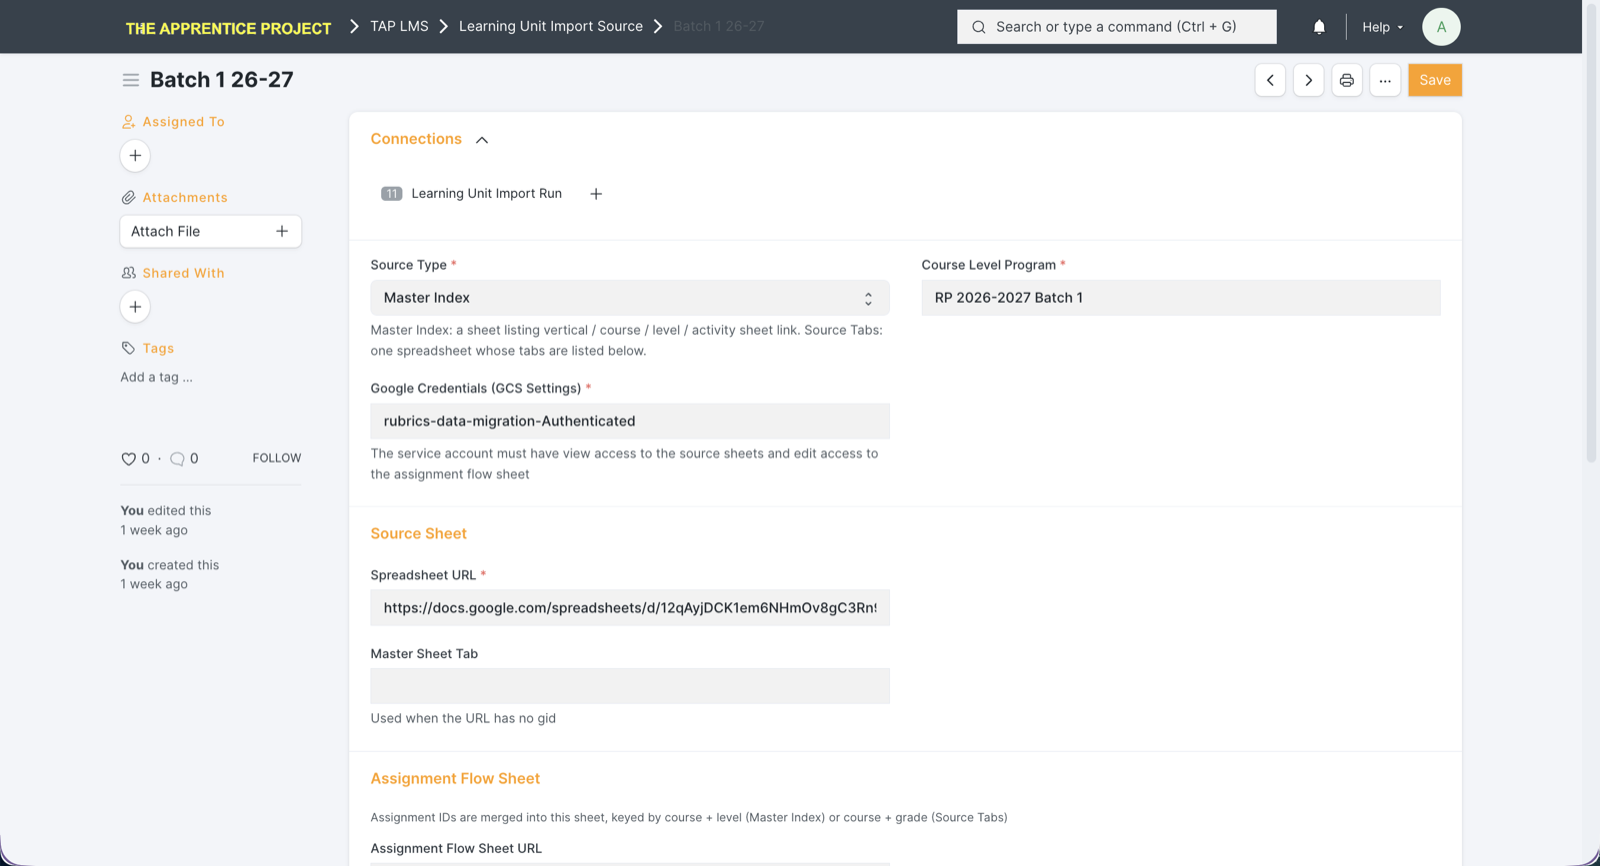 THE APPRENTICE PROJECT
TAP LMS
Learning Unit Import Source
Batch 1 26-27
Search or type a command (Ctrl + G)
Help
A
Batch 1 26-27
Save
Assigned To
Attachments
Attach File
Shared With
Tags
Add a tag ...
0 · 0
FOLLOW
You edited this
1 week ago
You created this
1 week ago
Connections
11 Learning Unit Import Run
Source Type *
Master Index
Master Index: a sheet listing vertical / course / level / activity sheet link. Source Tabs:
one spreadsheet whose tabs are listed below.
Course Level Program *
RP 2026-2027 Batch 1
Google Credentials (GCS Settings) *
rubrics-data-migration-Authenticated
The service account must have view access to the source sheets and edit access to
the assignment flow sheet
Source Sheet
Spreadsheet URL *
https://docs.google.com/spreadsheets/d/12qAyjDCK1em6NHmOv8gC3Rn
Master Sheet Tab
Used when the URL has no gid
Assignment Flow Sheet
Assignment IDs are merged into this sheet, keyed by course + level (Master Index) or course + grade (Source Tabs)
Assignment Flow Sheet URL